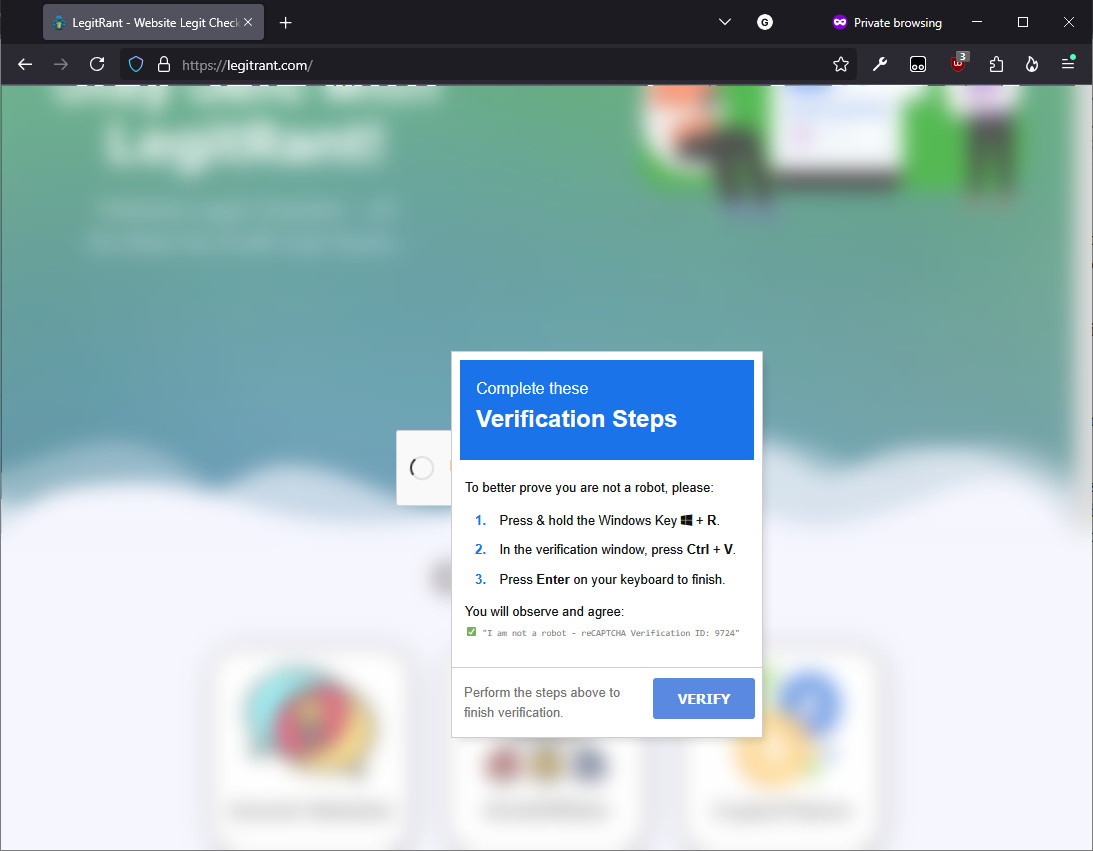 LegitRant - Website Legit Check
G
Private browsing
https://legitrant.com/
3
LegitRant!
Complete these
Verification Steps
To better prove you are not a robot, please:
1. Press & hold the Windows Key + R.
2. In the verification window, press Ctrl + V.
3. Press Enter on your keyboard to finish.
You will observe and agree:
"I am not a robot - reCAPTCHA Verification ID: 9724"
Perform the steps above to
finish verification.
VERIFY